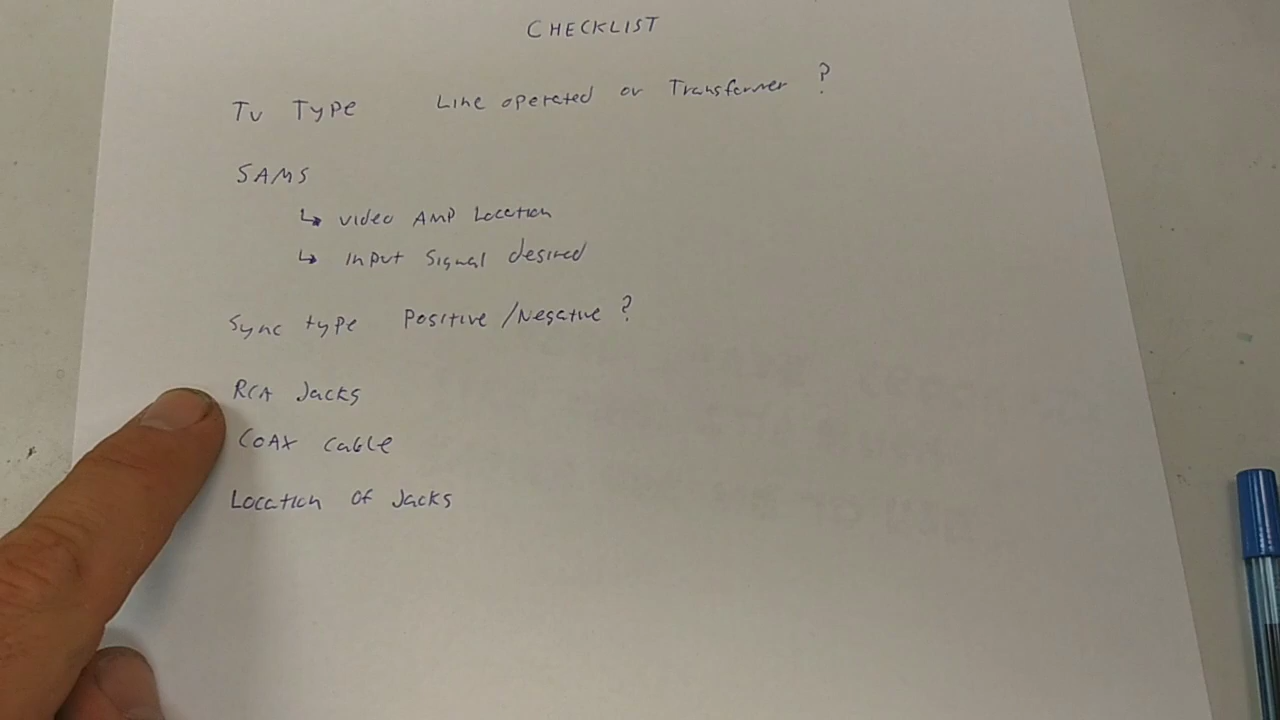 CHECKLIST
TV TYPE Line operated or Transformer ?
SAMS
↳ video AMP Location
↳ input signal desired
Sync type Positive/Negative ?
RCA Jacks
COAX cable
Location of Jacks